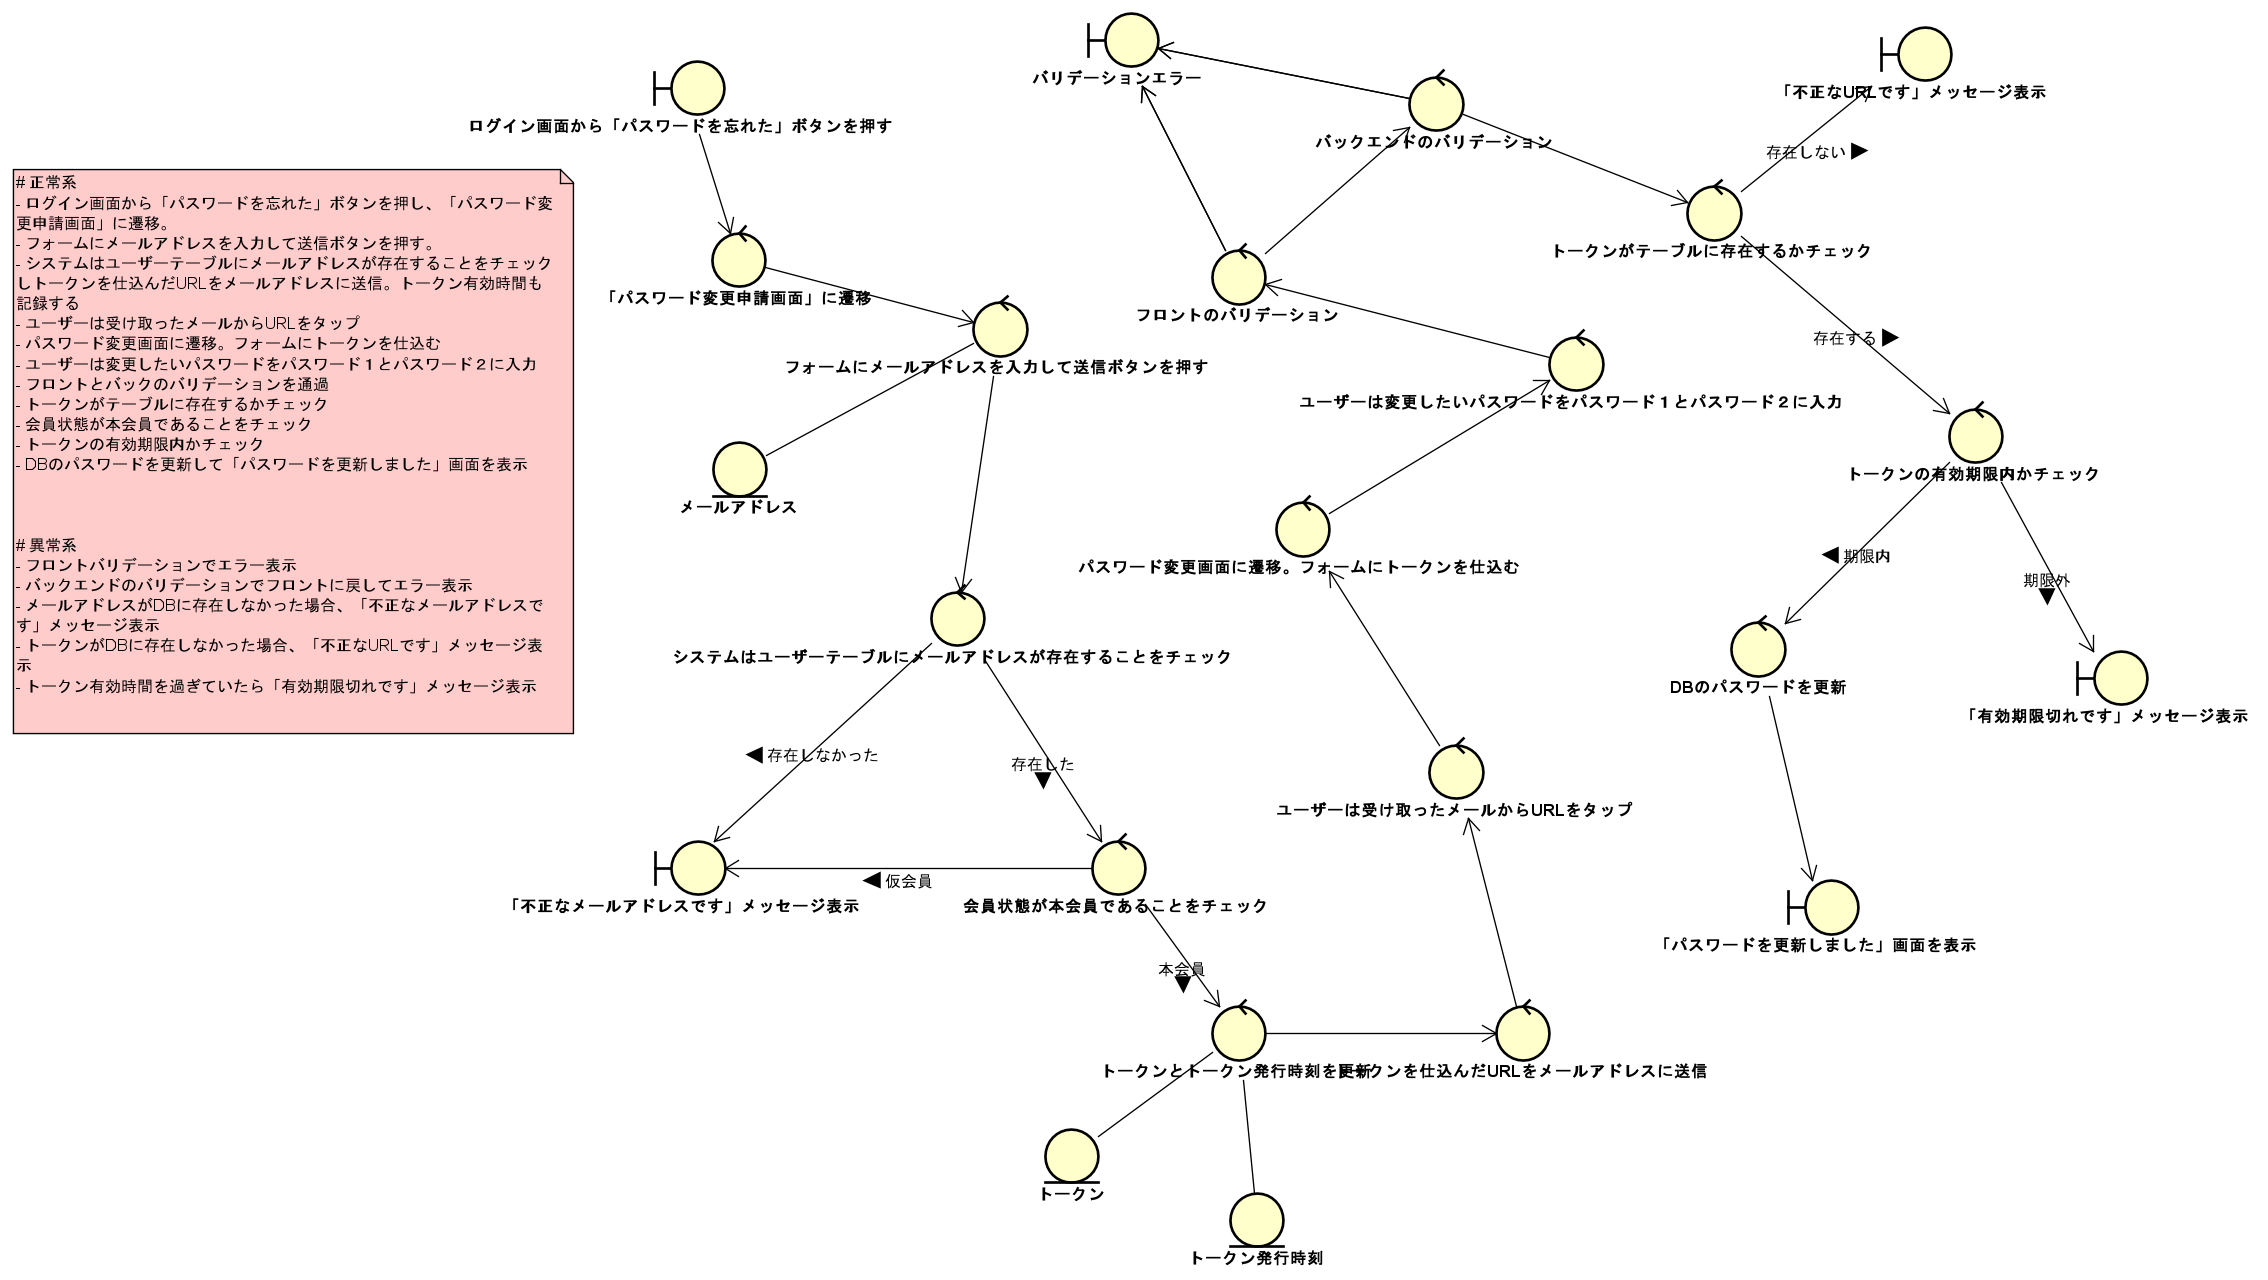 # 正常系
- ログイン画面から「パスワードを忘れた」ボタンを押し、「パスワード変
更申請画面」に遷移。
- フォームにメールアドレスを入力して送信ボタンを押す。
- システムはユーザーテーブルにメールアドレスが存在することをチェック
しトークンを仕込んだURLをメールアドレスに送信。トークン有効時間も
記録する
- ユーザーは受け取ったメールからURLをタップ
- パスワード変更画面に遷移。フォームにトークンを仕込む
- ユーザーは変更したいパスワードをパスワード１とパスワード２に入力
- フロントとバックのバリデーションを通過
- トークンがテーブルに存在するかチェック
- 会員状態が本会員であることをチェック
- トークンの有効期限内かチェック
- DBのパスワードを更新して「パスワードを更新しました」画面を表示
# 異常系
- フロントバリデーションでエラー表示
- バックエンドのバリデーションでフロントに戻してエラー表示
- メールアドレスがDBに存在しなかった場合、「不正なメールアドレスで
す」メッセージ表示
- トークンがDBに存在しなかった場合、「不正なURLです」メッセージ表
示
- トークン有効時間を過ぎていたら「有効期限切れです」メッセージ表示
ログイン画面から「パスワードを忘れた」ボタンを押す
「パスワード変更申請画面」に遷移
フォームにメールアドレスを入力して送信ボタンを押す
メールアドレス
システムはユーザーテーブルにメールアドレスが存在することをチェック
存在しなかった
存在した
「不正なメールアドレスです」メッセージ表示
仮会員
会員状態が本会員であることをチェック
本会員
トークンとトークン発行時刻を更新
トークンを仕込んだURLをメールアドレスに送信
トークン
トークン発行時刻
ユーザーは受け取ったメールからURLをタップ
パスワード変更画面に遷移。フォームにトークンを仕込む
ユーザーは変更したいパスワードをパスワード１とパスワード２に入力
フロントのバリデーション
バリデーションエラー
バックエンドのバリデーション
トークンがテーブルに存在するかチェック
存在しない
「不正なURLです」メッセージ表示
存在する
トークンの有効期限内かチェック
期限内
期限外
DBのパスワードを更新
「有効期限切れです」メッセージ表示
「パスワードを更新しました」画面を表示